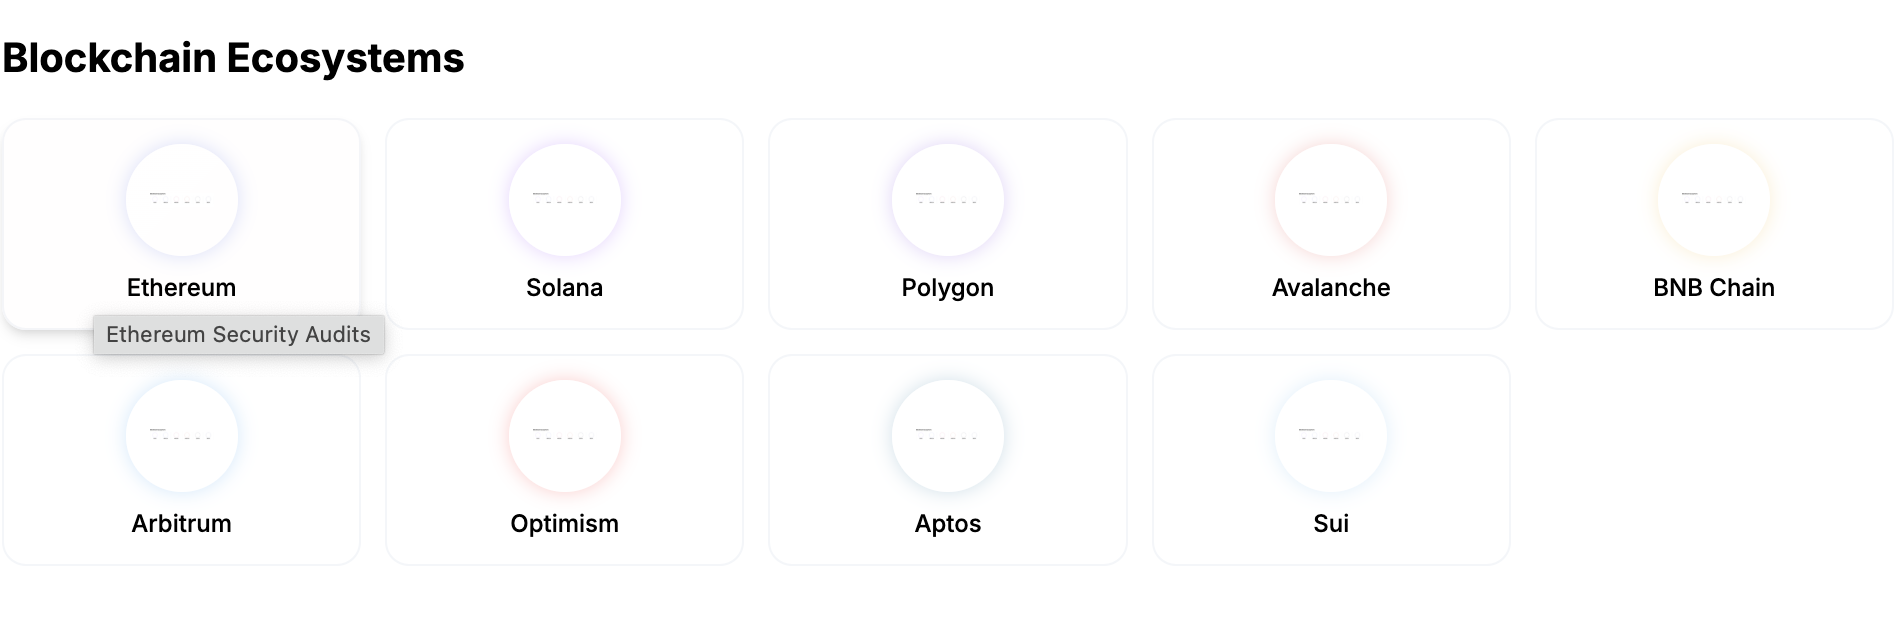 Blockchain Ecosystems
Ethereum
Solana
Polygon
Avalanche
BNB Chain
Ethereum Security Audits
Arbitrum
Optimism
Aptos
Sui